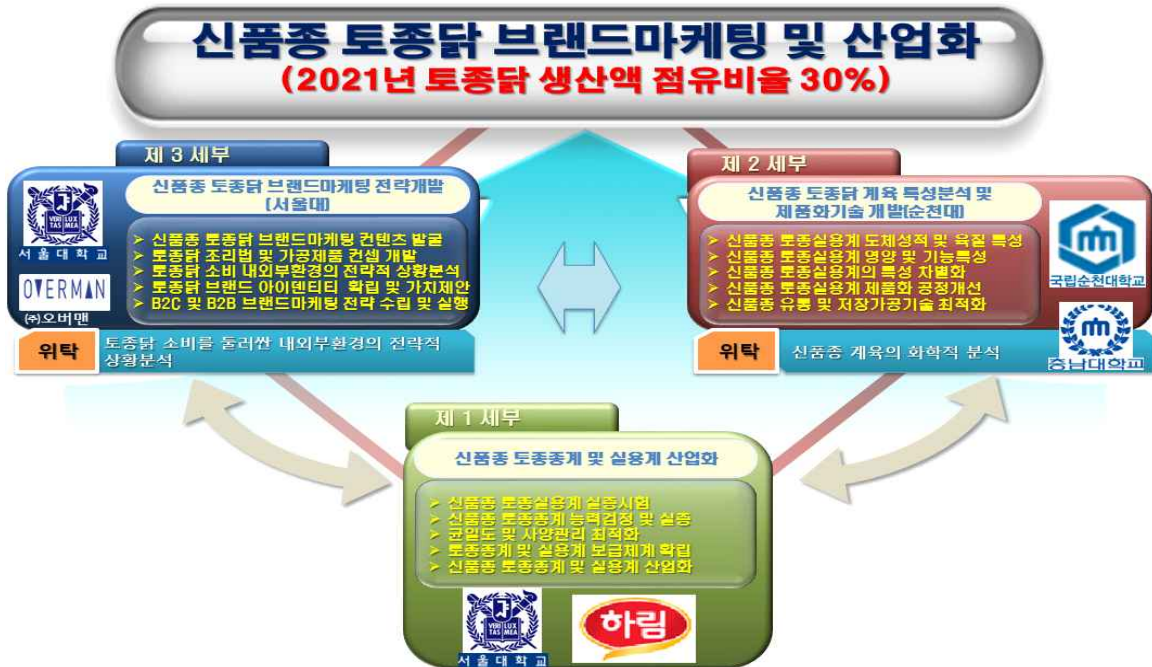 신품종 토종닭 브랜드마케팅 및 산업화
(2021년 토종닭 생산액 점유비율 30%)
제 3 세부
신품종 토종닭 브랜드마케팅 전략개발
(서울대)
➢ 신품종 토종닭 브랜드마케팅 컨텐츠 발굴
➢ 토종닭 조리법 및 가공제품 컨셉 개발
➢ 토종닭 소비 내외부환경의 전략적 상황분석
➢ 토종닭 브랜드 아이덴티티 확립 및 가치제안
➢ B2C 및 B2B 브랜드마케팅 전략 수립 및 실행
VERI LUX
TAS MEA
서울대학교
OVERMAN
㈜오버맨
위탁
토종닭 소비를 둘러싼 내외부환경의 전략적
상황분석
제 2 세부
신품종 토종닭 계육 특성분석 및
제품화기술 개발(순천대)
➢ 신품종 토종실용계 도체성적 및 육질 특성
➢ 신품종 토종실용계 영양 및 기능특성
➢ 신품종 토종실용계의 특성 차별화
➢ 신품종 토종실용계 제품화 공정개선
➢ 신품종 유통 및 저장가공기술 최적화
국립순천대학교
위탁
신품종 계육의 화학적 분석
충남대학교
제 1 세부
신품종 토종종계 및 실용계 산업화
➢ 신품종 토종실용계 실증시험
➢ 신품종 토종종계 능력검정 및 실증
➢ 균일도 및 사양관리 최적화
➢ 토종종계 및 실용계 보급체계 확립
➢ 신품종 토종종계 및 실용계 산업화
VERI LUX
TAS MEA
서울대학교
하림